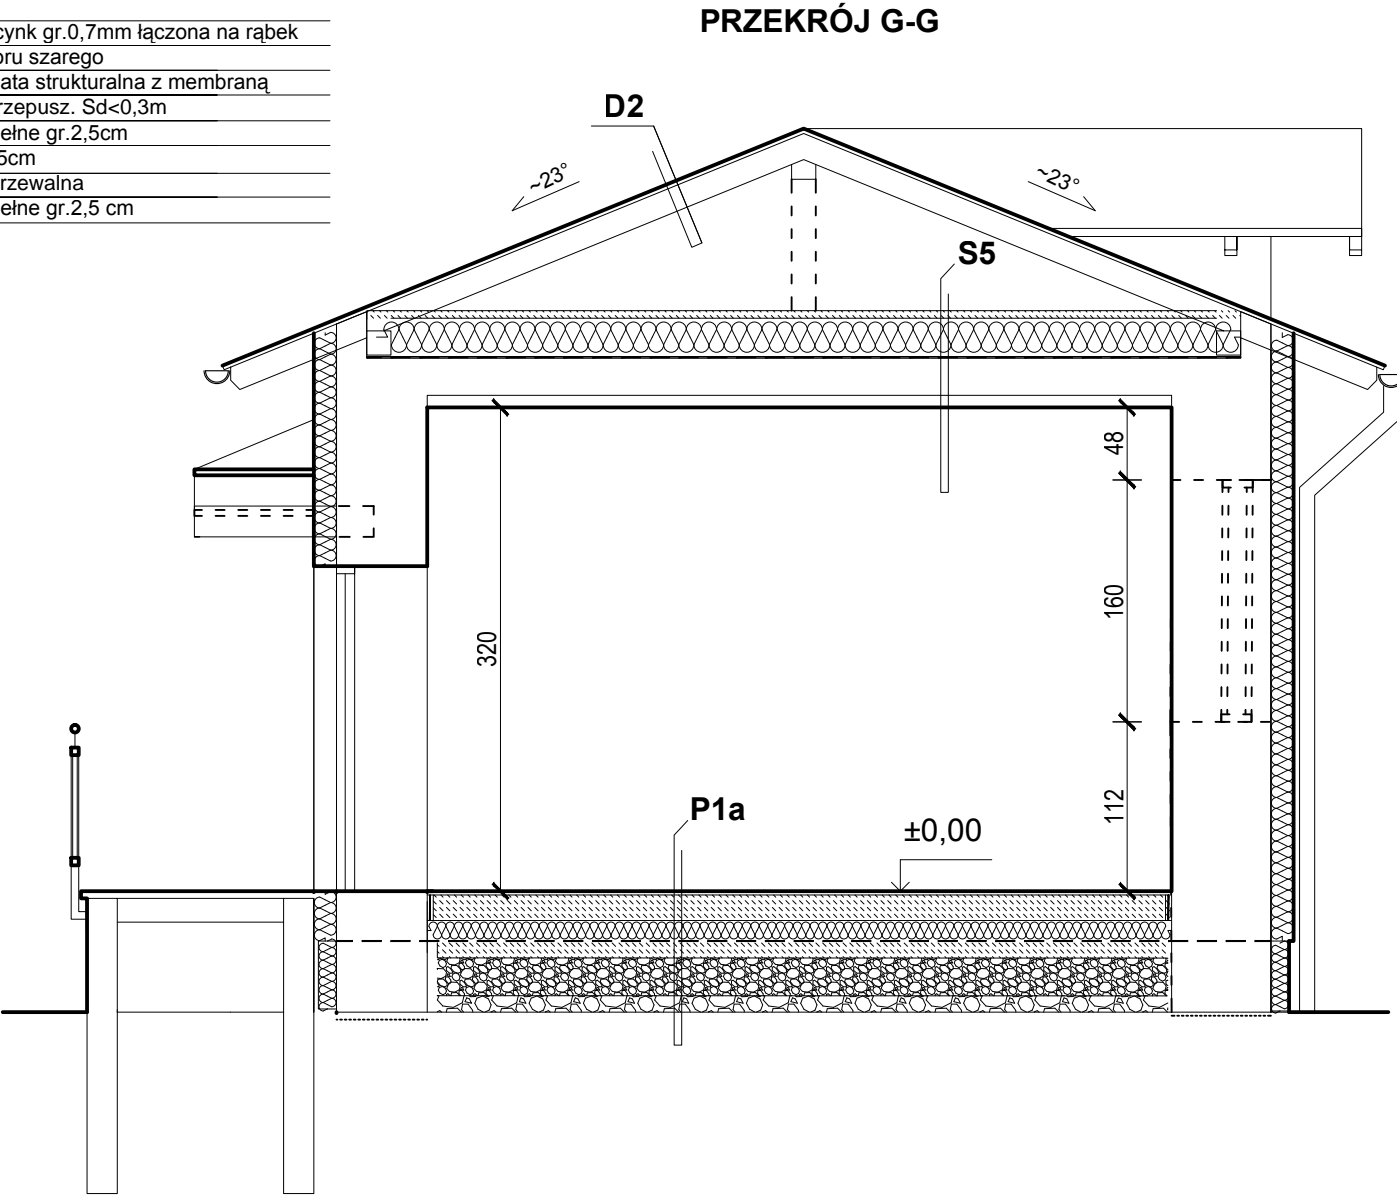 PRZEKRÓJ G-G
cynk gr.0,7mm łączona na rąbek
oru szarego
ata strukturalna z membraną
rzepusz. Sd<0,3m
ełne gr.2,5cm
5cm
rzewalna
ełne gr.2,5 cm
D2
~23°
~23°
S5
48
160
320
112
P1a
±0,00